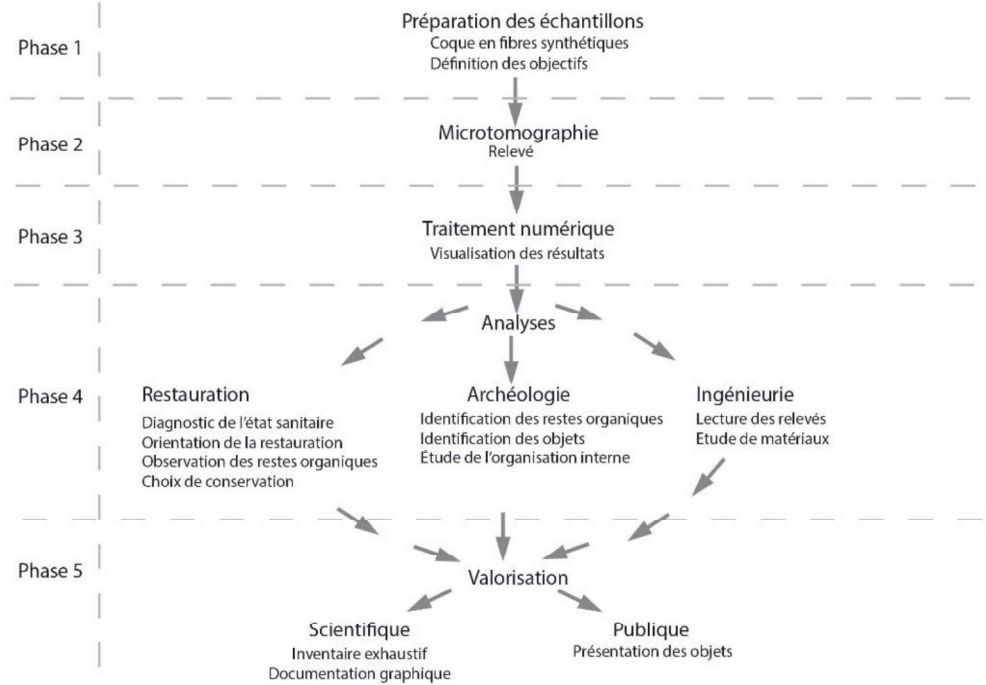 Phase 1
Préparation des échantillons
Coque en fibres synthétiques
Définition des objectifs
Phase 2
Microtomographie
Relevé
Phase 3
Traitement numérique
Visualisation des résultats
Phase 4
Analyses
Restauration
Diagnostic de l'état sanitaire
Orientation de la restauration
Observation des restes organiques
Choix de conservation
Archéologie
Identification des restes organiques
Identification des objets
Étude de l'organisation interne
Ingénieurie
Lecture des relevés
Etude de matériaux
Phase 5
Valorisation
Scientifique
Inventaire exhaustif
Documentation graphique
Publique
Présentation des objets